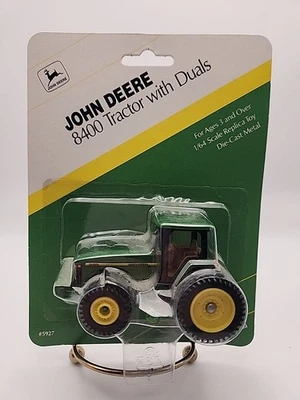 JOHN DEERE
JOHN DEERE
8400 Tractor with Duals
For Ages 3 and Over
1/64 Scale Replica Toy
Die-Cast Metal
#5927